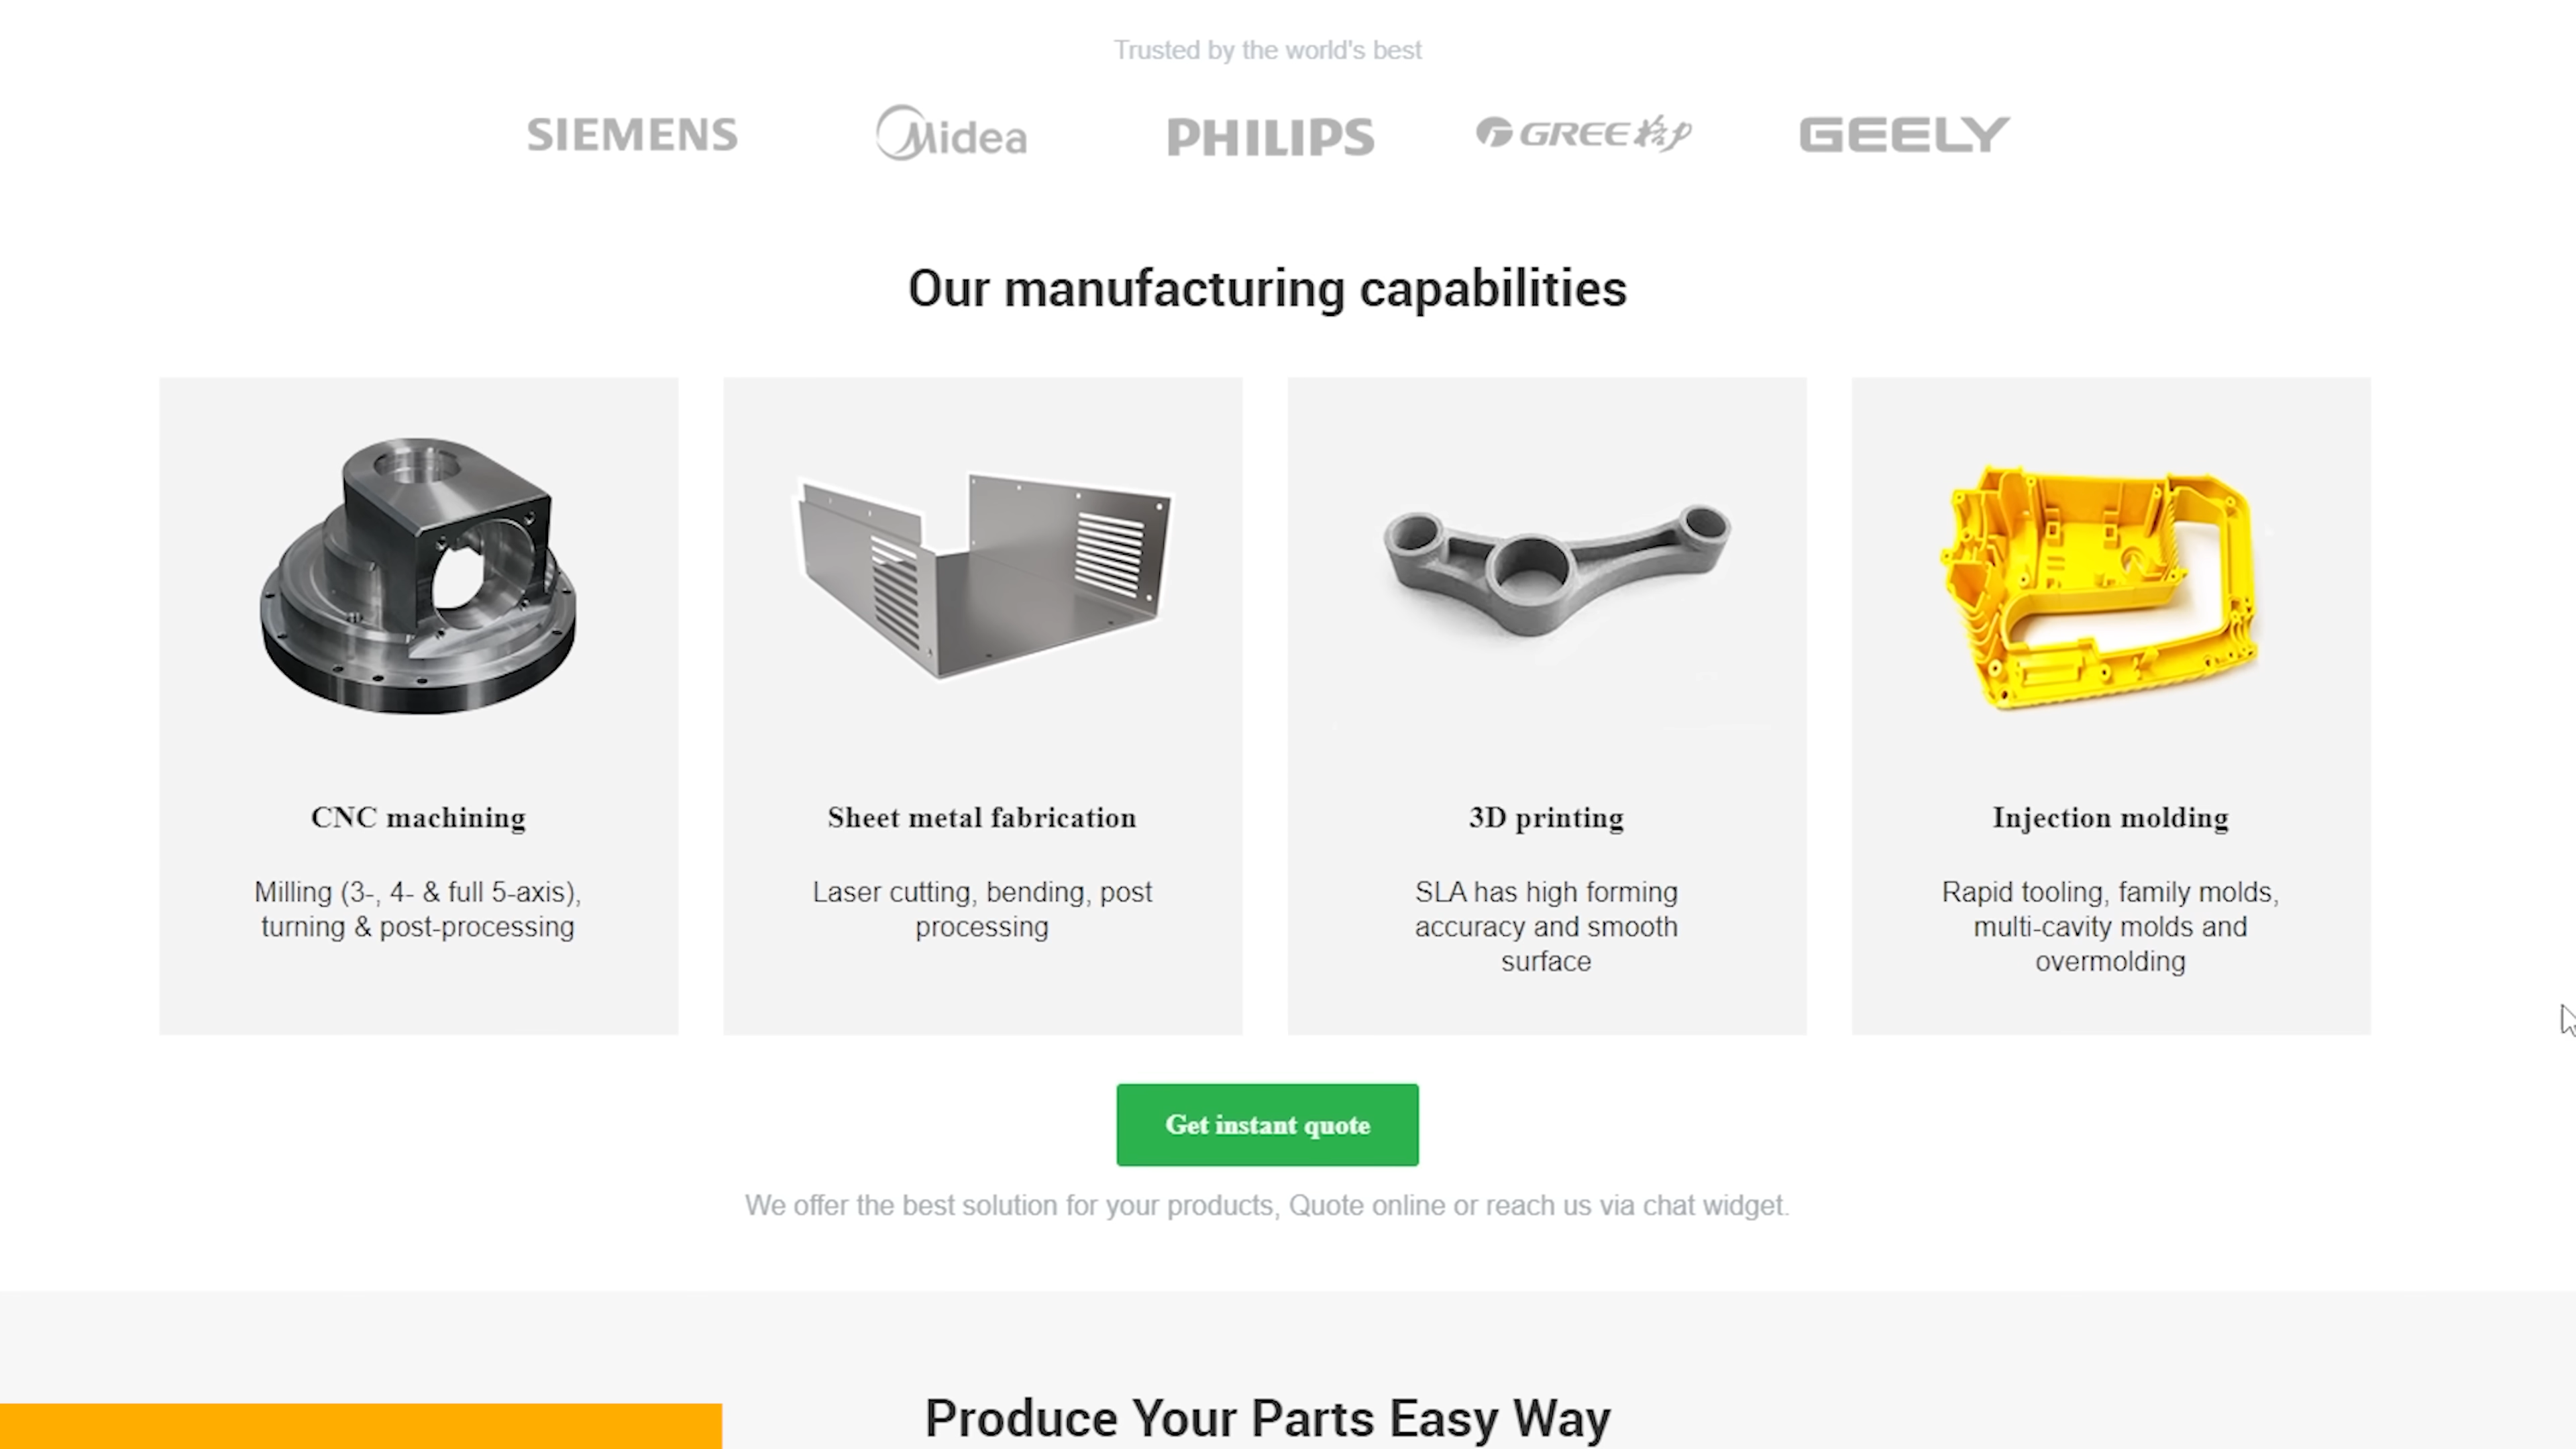 Trusted by the world's best
SIEMENS
Midea
PHILIPS
GREE 格力
GEELY
Our manufacturing capabilities
CNC machining
Milling (3-, 4- & full 5-axis),
turning & post-processing
Sheet metal fabrication
Laser cutting, bending, post
processing
3D printing
SLA has high forming
accuracy and smooth
surface
Injection molding
Rapid tooling, family molds,
multi-cavity molds and
overmolding
Get instant quote
We offer the best solution for your products, Quote online or reach us via chat widget.
Produce Your Parts Easy Way